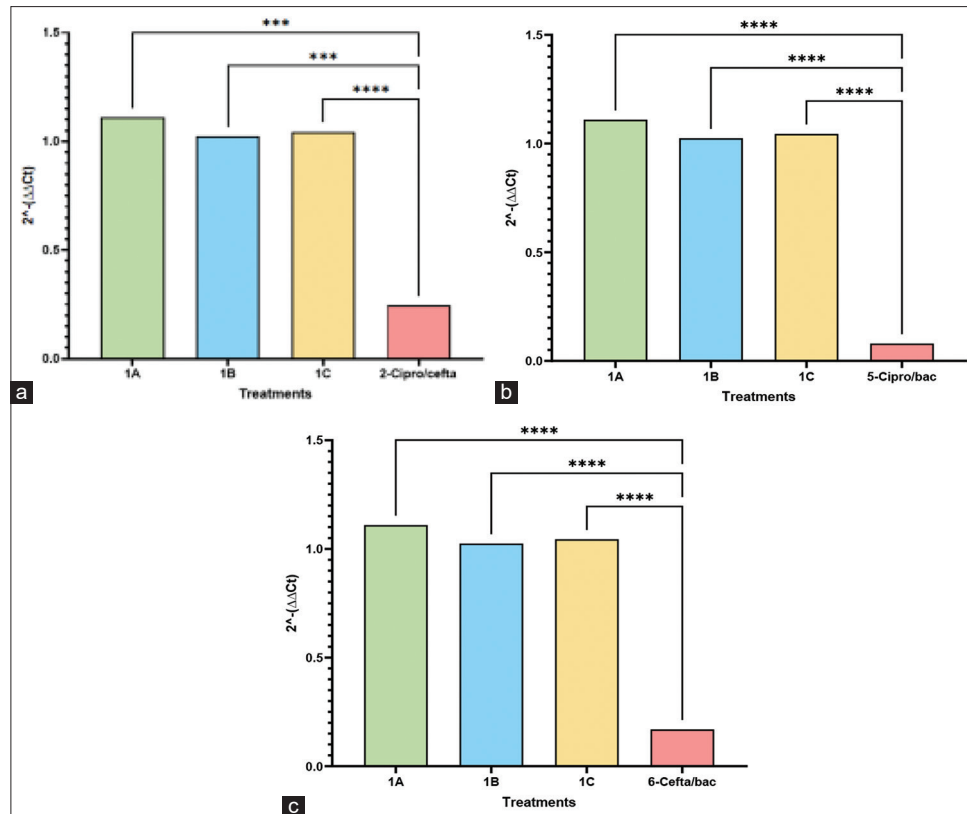 1.5
1.0
0.5
0.0
2^-(ΔΔCt)
***
***
****
1A 1B 1C 2-Cipro/cefta
Treatments
a
1.5
1.0
0.5
0.0
2^-(ΔΔCt)
****
****
****
1A 1B 1C 5-Cipro/bac
Treatments
b
1.5
1.0
0.5
0.0
2^-(ΔΔCt)
****
****
****
1A 1B 1C 6-Cefta/bac
Treatments
c